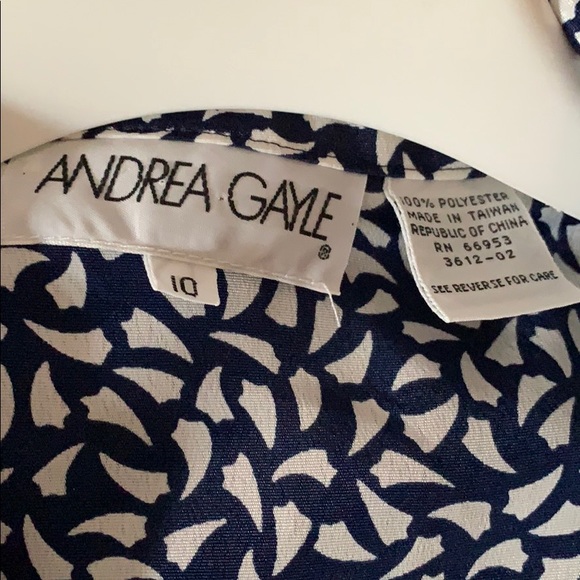 ANDREA GAYLE
®
10
100% POLYESTER
MADE IN TAIWAN
REPUBLIC OF CHINA
RN 66953
3612-02
SEE REVERSE FOR CARE